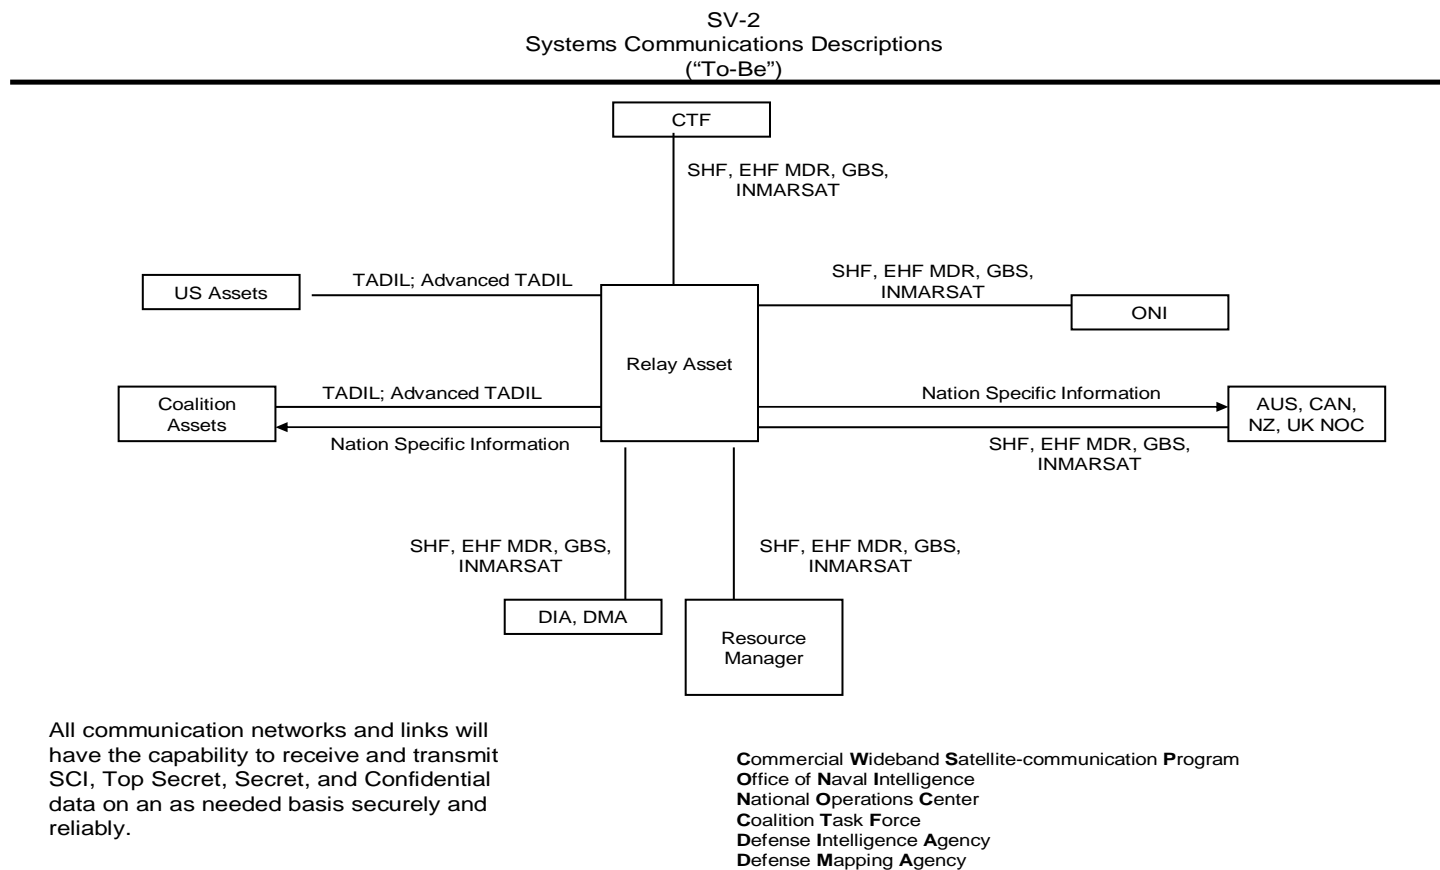 SV-2
Systems Communications Descriptions
(“To-Be”)
CTF
SHF, EHF MDR, GBS,
INMARSAT
US Assets
TADIL; Advanced TADIL
SHF, EHF MDR, GBS,
INMARSAT
ONI
Relay Asset
Coalition
Assets
TADIL; Advanced TADIL
Nation Specific Information
Nation Specific Information
SHF, EHF MDR, GBS,
INMARSAT
AUS, CAN,
NZ, UK NOC
SHF, EHF MDR, GBS,
INMARSAT
SHF, EHF MDR, GBS,
INMARSAT
DIA, DMA
Resource
Manager
All communication networks and links will
have the capability to receive and transmit
SCI, Top Secret, Secret, and Confidential
data on an as needed basis securely and
reliably.
Commercial Wideband Satellite-communication Program
Office of Naval Intelligence
National Operations Center
Coalition Task Force
Defense Intelligence Agency
Defense Mapping Agency